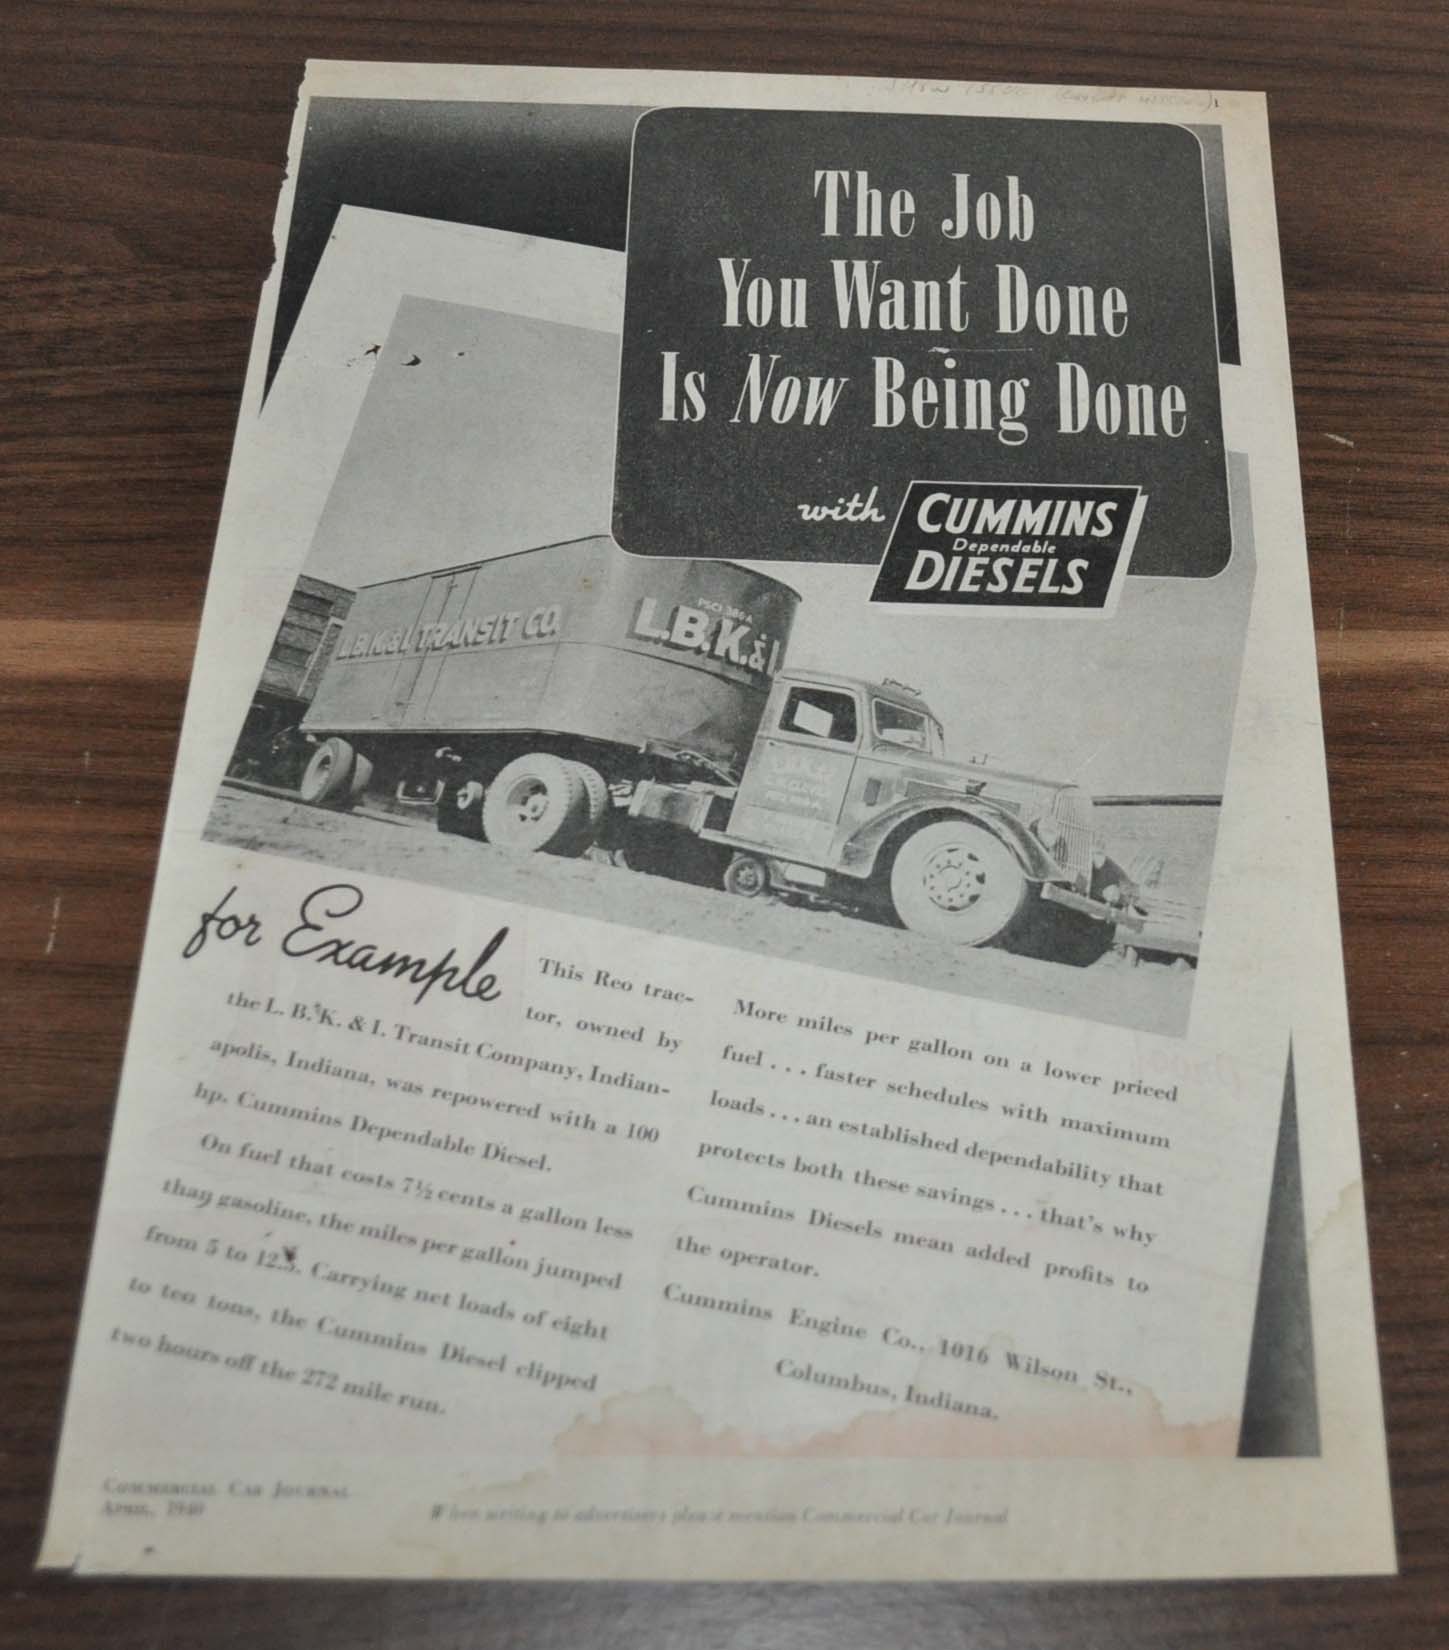 1
The Job
You Want Done
Is Now Being Done
with CUMMINS
Dependable
DIESELS
PSCI 386 A
L.B.K.& I
L.B.K.& I. TRANSIT CO.
for Example
This Reo trac-
tor, owned by
the L. B. K. & I. Transit Company, Indian-
apolis, Indiana, was repowered with a 100
hp. Cummins Dependable Diesel.
On fuel that costs 7½ cents a gallon less
than gasoline, the miles per gallon jumped
from 5 to 12.5. Carrying net loads of eight
to ten tons, the Cummins Diesel clipped
two hours off the 272 mile run.
More miles per gallon on a lower priced
fuel . . . faster schedules with maximum
loads . . . an established dependability that
protects both these savings . . . that's why
Cummins Diesels mean added profits to
the operator.
Cummins Engine Co., 1016 Wilson St.,
Columbus, Indiana.
COMMERCIAL CAR JOURNAL
APRIL, 1940
When writing to advertisers please mention Commercial Car Journal